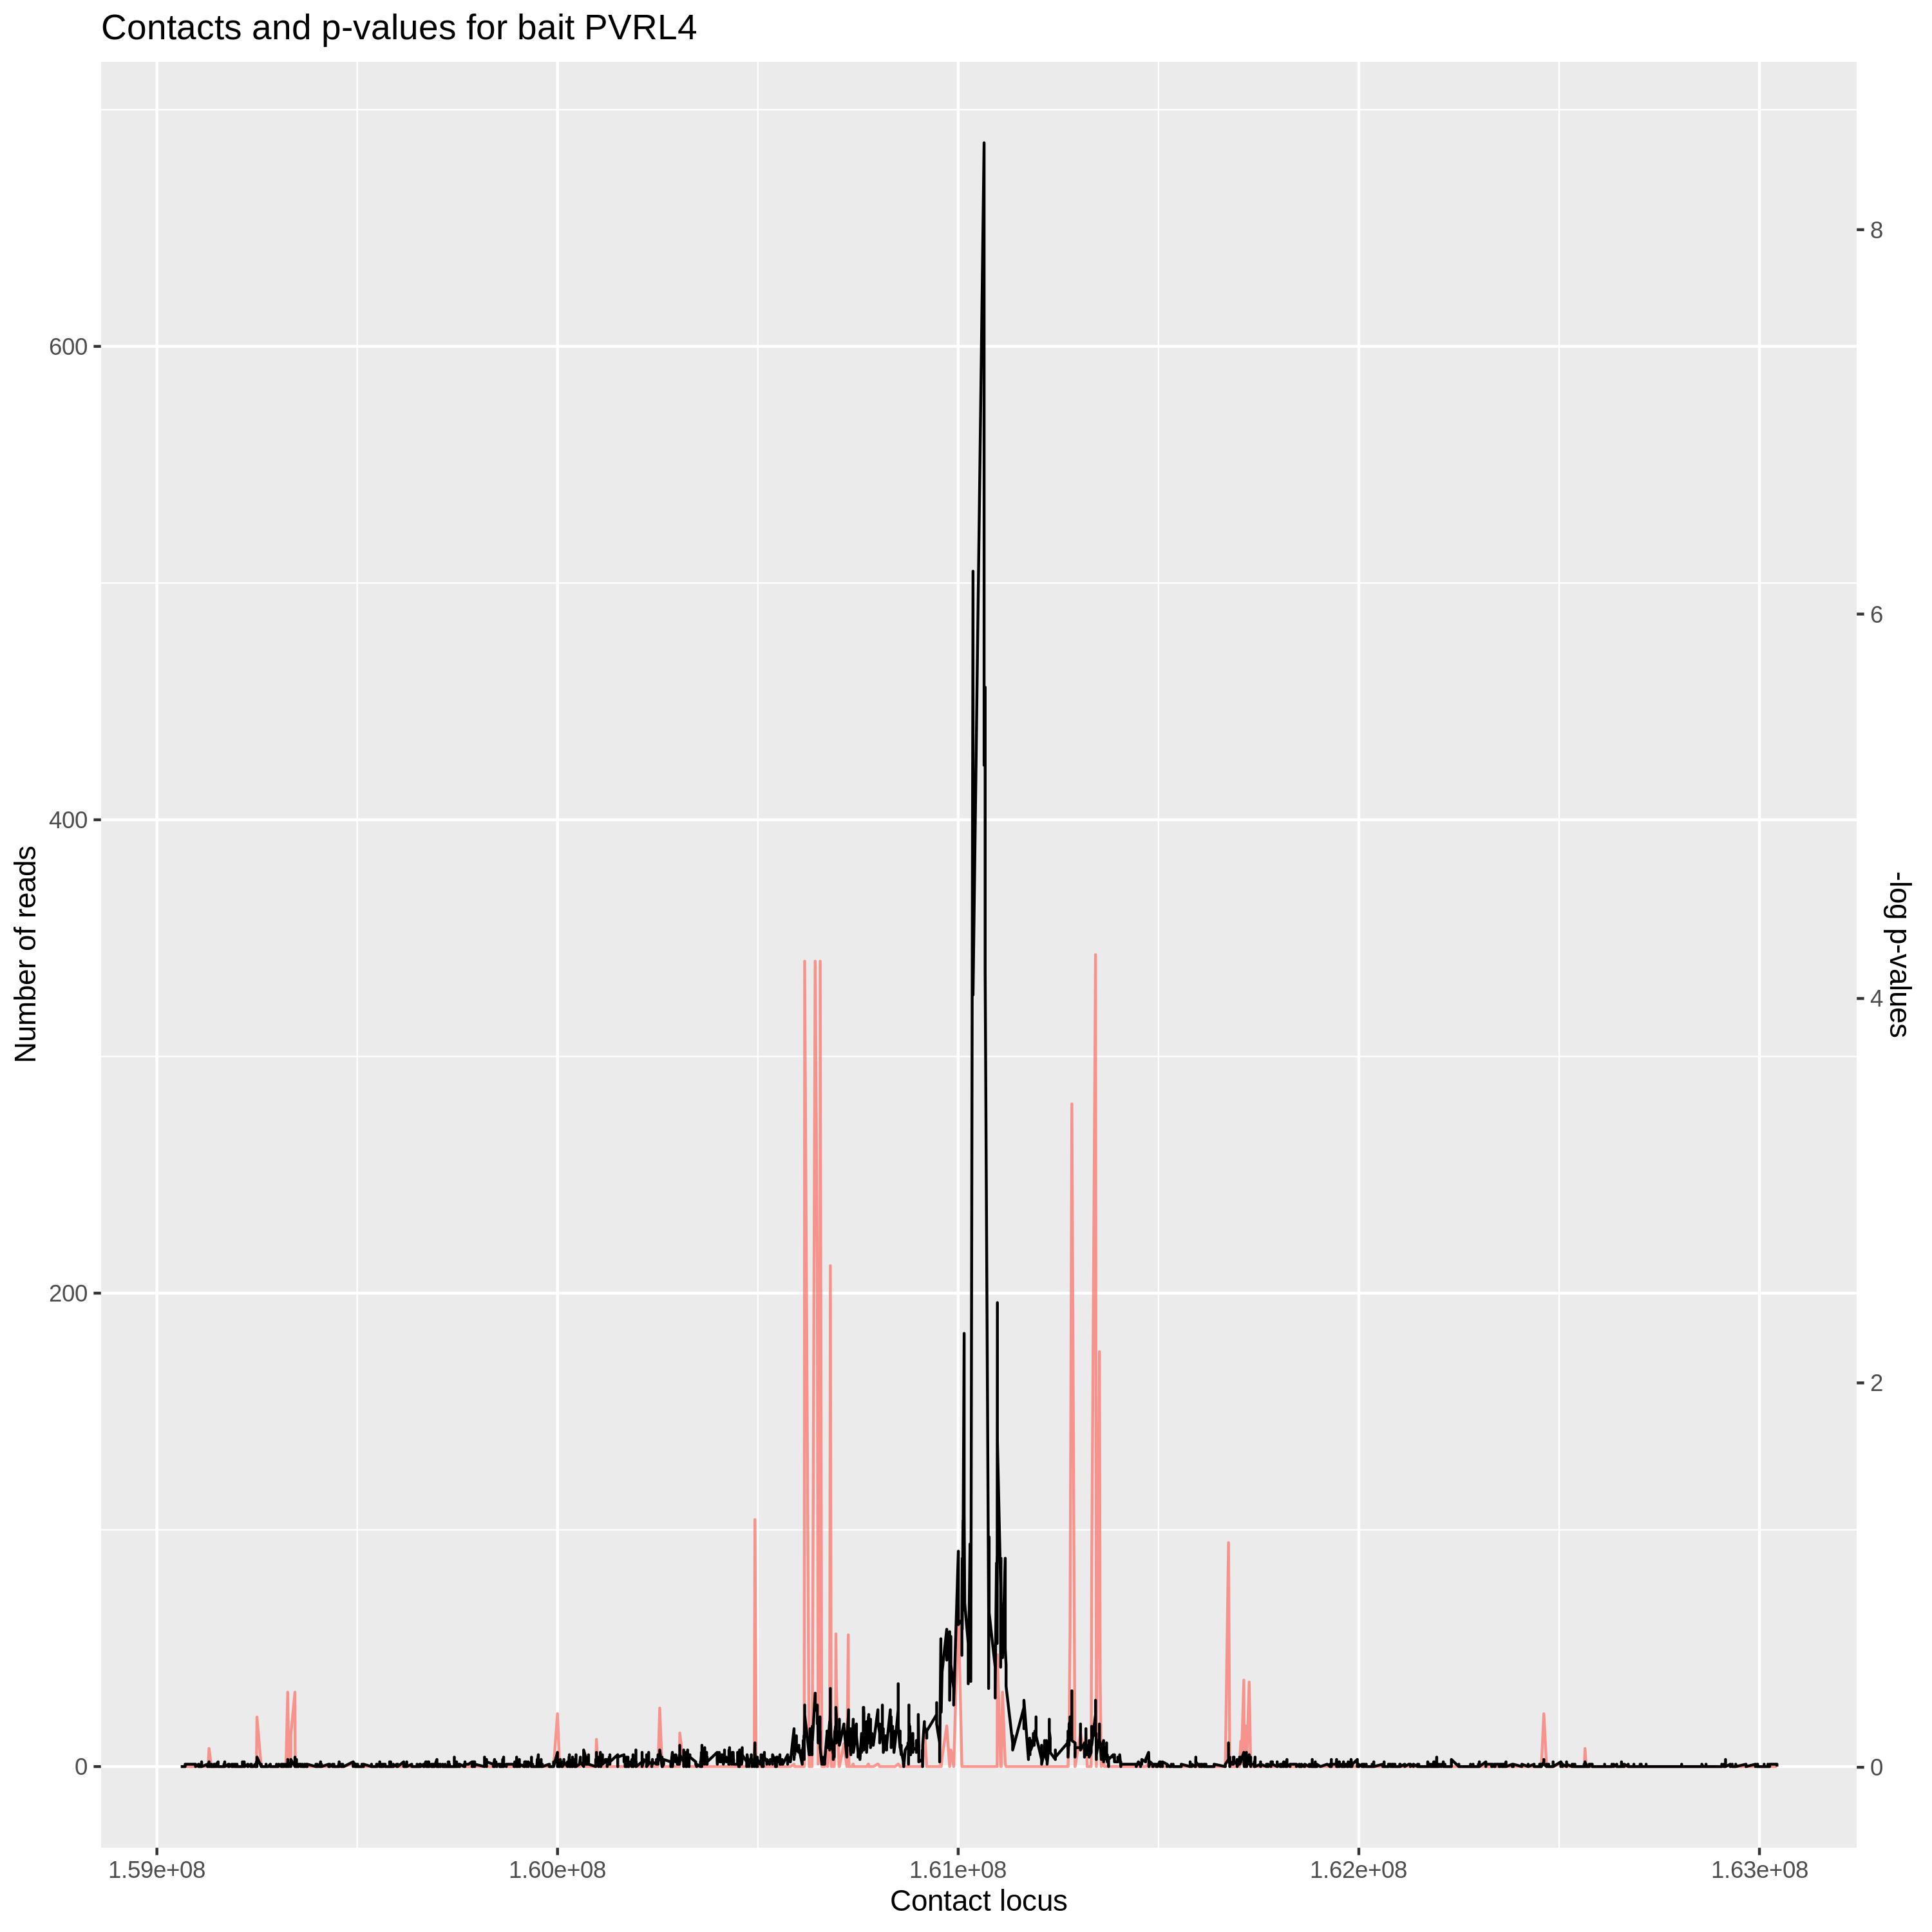 Contacts and p-values for bait PVRL4
Number of reads
600
400
200
0
8
6
4
2
0
-log p-values
1.59e+08
1.60e+08
1.61e+08
1.62e+08
1.63e+08
Contact locus